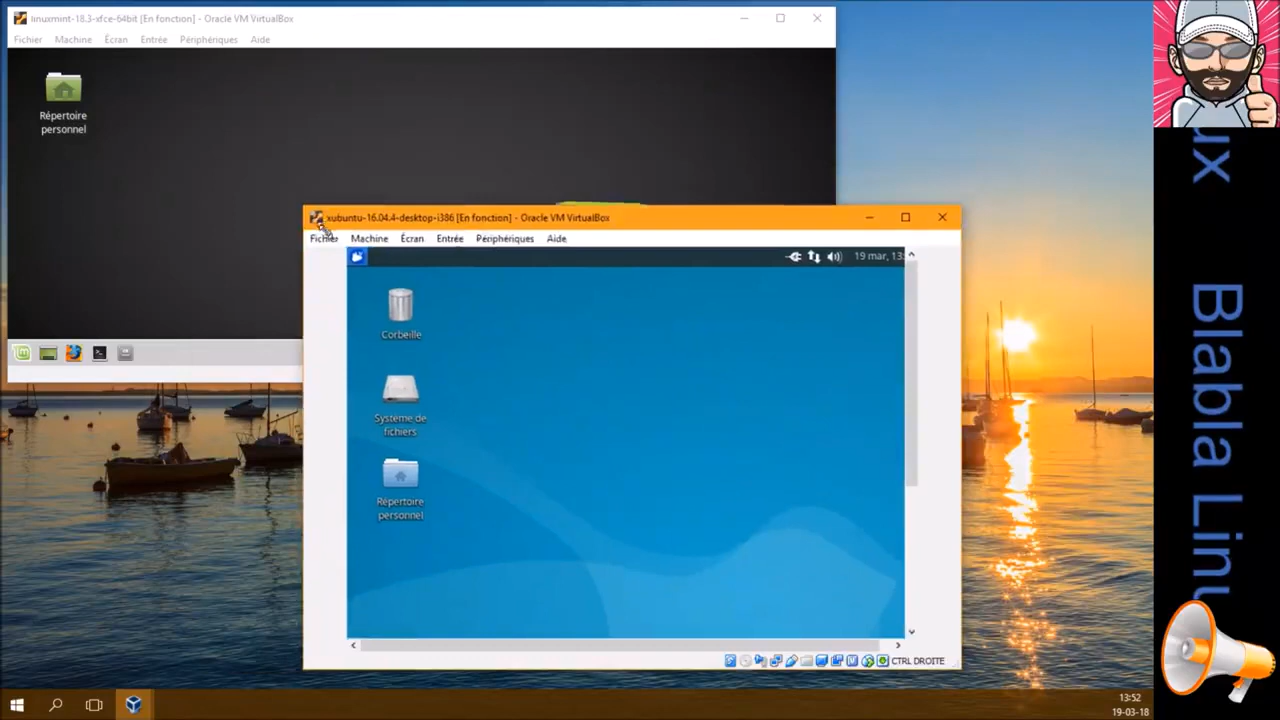 linuxmint-18.3-xfce-64bit [En fonction] - Oracle VM VirtualBox
Fichier Machine Écran Entrée Périphériques Aide
Répertoire
personnel
xubuntu-16.04.4-desktop-i386 [En fonction] - Oracle VM VirtualBox
Fichier Machine Écran Entrée Périphériques Aide
19 mar, 13:
Corbeille
Système de
fichiers
Répertoire
personnel
CTRL DROITE
13:52
19-03-18
ux
Blabla Linu